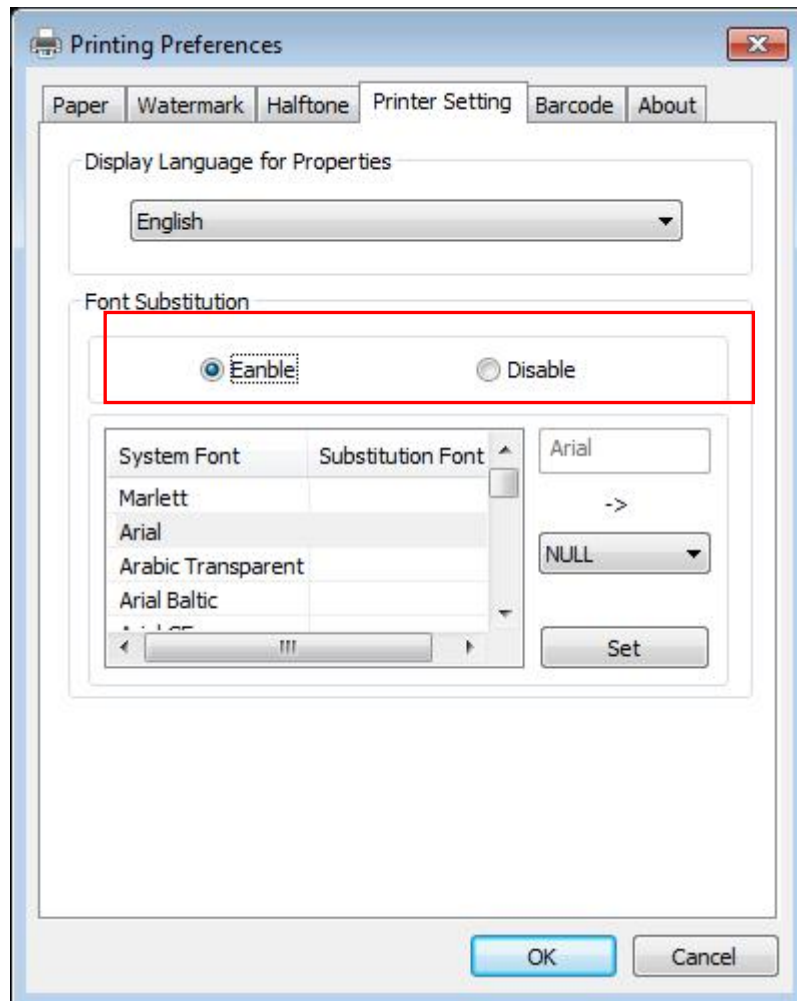 Printing Preferences
Paper Watermark Halftone Printer Setting Barcode About
Display Language for Properties
English
Font Substitution
Eanble Disable
System Font Substitution Font
Marlett
Arial
Arabic Transparent
Arial Baltic
Arial
->
NULL
Set
OK Cancel